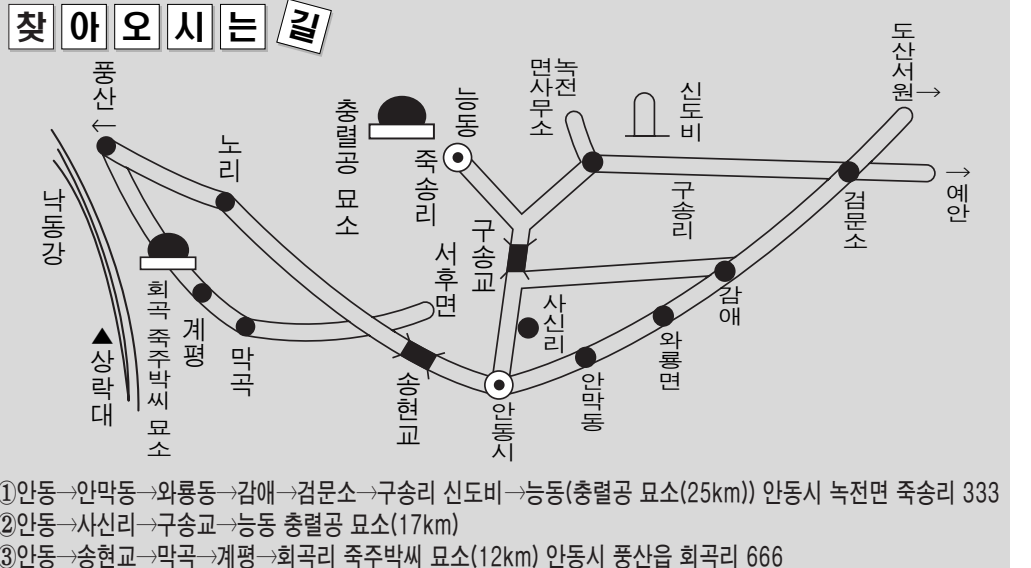 찾아오시는 길
풍산
←
노리
낙동강
상락대
회곡 죽주박씨 묘소
계평
막곡
충렬공 묘소
능동
죽송리
서후면
구송교
송현교
안동시
사신리
안막동
와룡면
감애
녹전
면사무소
신도비
구송리
검문소
도산서원→
→
예안
①안동→안막동→와룡동→감애→검문소→구송리 신도비→능동(충렬공 묘소(25km)) 안동시 녹전면 죽송리 333
②안동→사신리→구송교→능동 충렬공 묘소(17km)
③안동→송현교→막곡→계평→회곡리 죽주박씨 묘소(12km) 안동시 풍산읍 회곡리 666